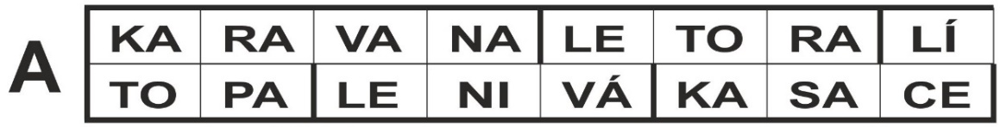 A
KA RA VA NA LE TO RA LÍ
TO PA LE NI VÁ KA SA CE